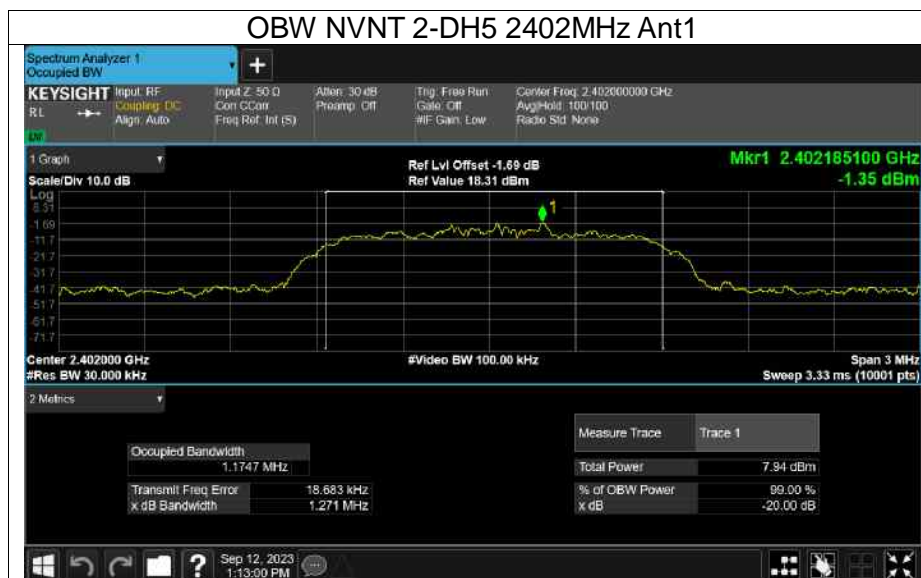 OBW NVNT 2-DH5 2402MHz Ant1
Spectrum Analyzer 1
Occupied BW
KEYSIGHT
RL
Input: RF
Coupling: DC
Align: Auto
Input Z: 50 Ω
Corr CCorr
Freq Ref: Int (S)
Atten: 30 dB
Preamp: Off
Trig: Free Run
Gate: Off
#IF Gain: Low
Center Freq: 2.402000000 GHz
Avg|Hold: 100/100
Radio Std: None
1 Graph
Scale/Div 10.0 dB
Ref Lvl Offset -1.69 dB
Ref Value 18.31 dBm
Mkr1 2.402185100 GHz
-1.35 dBm
Log
8.31
-1.69
-11.7
-21.7
-31.7
-41.7
-51.7
-61.7
-71.7
1
Center 2.402000 GHz
#Res BW 30.000 kHz
#Video BW 100.00 kHz
Span 3 MHz
Sweep 3.33 ms (10001 pts)
2 Metrics
Occupied Bandwidth
1.1747 MHz
Transmit Freq Error 18.683 kHz
x dB Bandwidth 1.271 MHz
Measure Trace Trace 1
Total Power 7.94 dBm
% of OBW Power 99.00 %
x dB -20.00 dB
?
Sep 12, 2023
1:13:00 PM